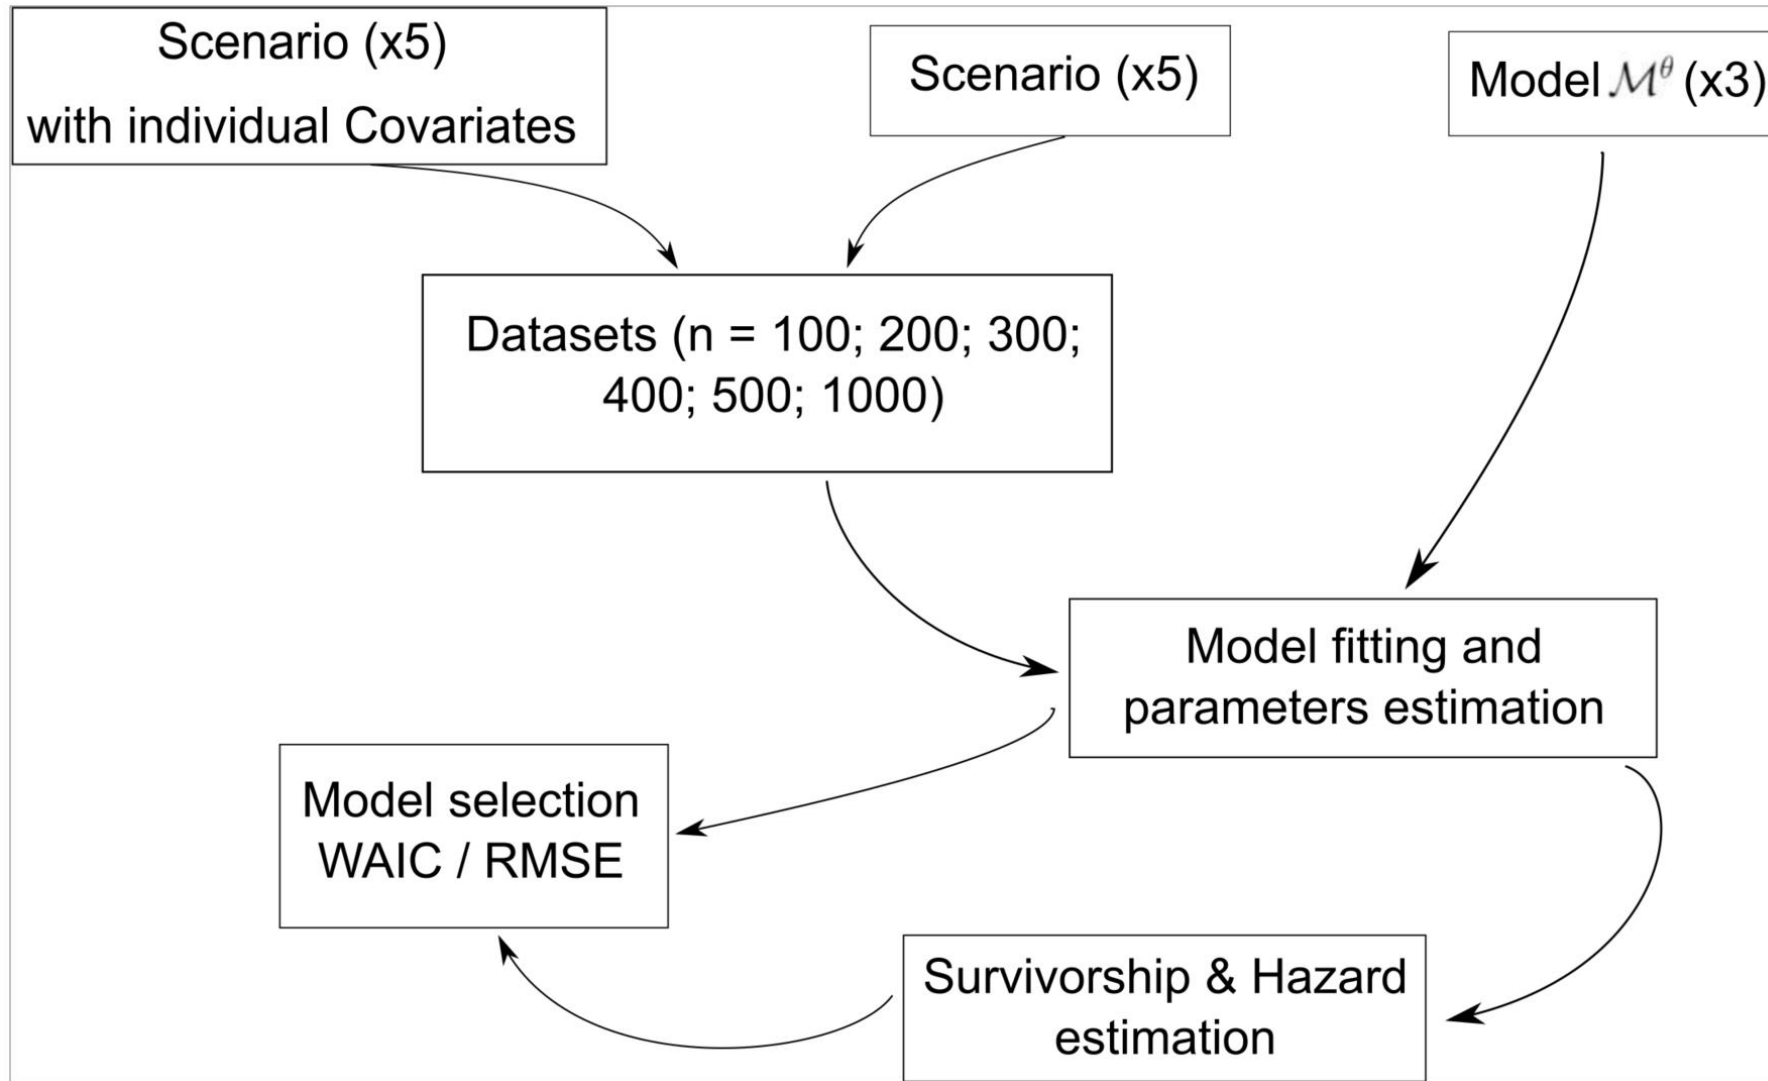 Scenario (x5)
with individual Covariates
Scenario (x5)
Model ℳ^θ (x3)
Datasets (n = 100; 200; 300;
400; 500; 1000)
Model fitting and
parameters estimation
Model selection
WAIC / RMSE
Survivorship & Hazard
estimation